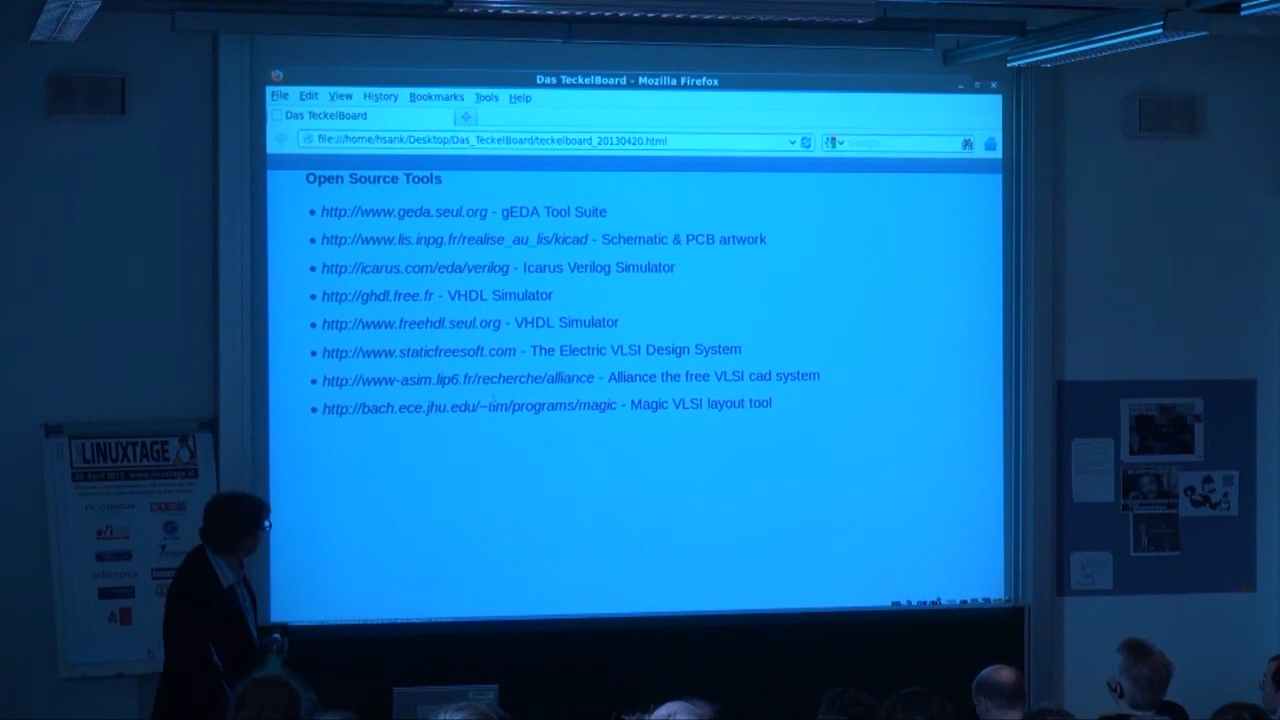 Das TeckelBoard - Mozilla Firefox
File Edit View History Bookmarks Tools Help
Das TeckelBoard
file:///home/hsank/Desktop/Das_TeckelBoard/teckelboard_20130420.html
Google
Open Source Tools
• http://www.geda.seul.org - gEDA Tool Suite
• http://www.lis.inpg.fr/realise_au_lis/kicad - Schematic & PCB artwork
• http://icarus.com/eda/verilog - Icarus Verilog Simulator
• http://ghdl.free.fr - VHDL Simulator
• http://www.freehdl.seul.org - VHDL Simulator
• http://www.staticfreesoft.com - The Electric VLSI Design System
• http://www-asim.lip6.fr/recherche/alliance - Alliance the free VLSI cad system
• http://bach.ece.jhu.edu/~tim/programs/magic - Magic VLSI layout tool
LINUXTAGE
infonova